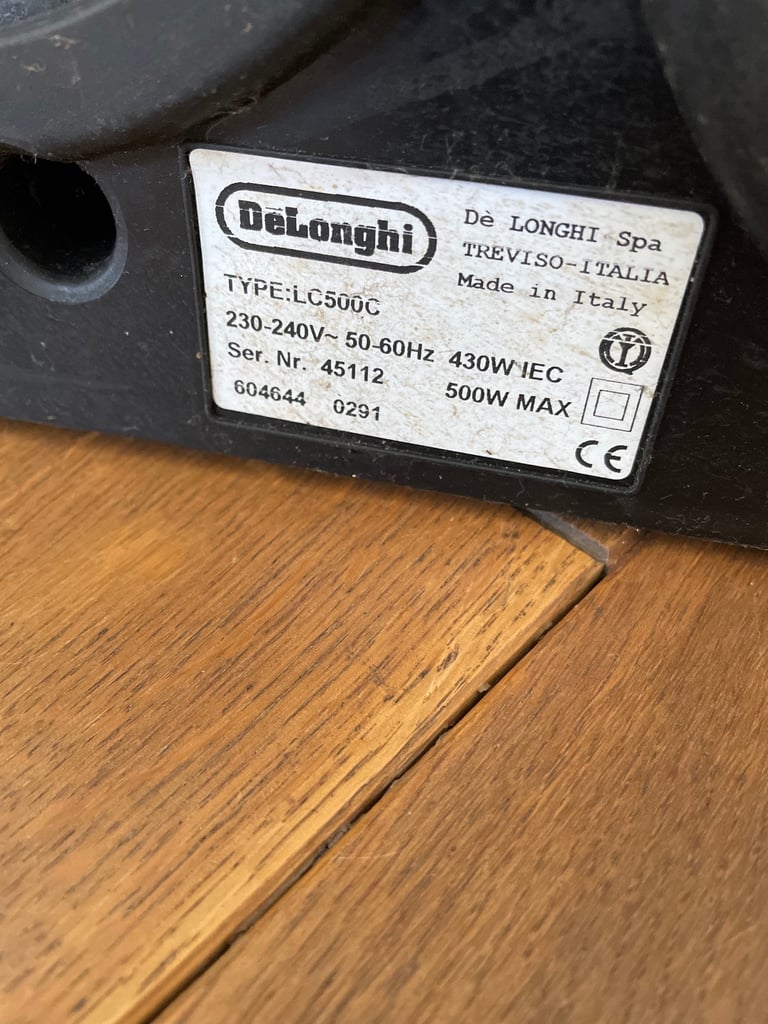 DeLonghi
Dè LONGHI Spa
TREVISO-ITALIA
Made in Italy
TYPE:LC500C
230-240V~ 50-60Hz 430W IEC
Ser. Nr. 45112 500W MAX
604644 0291
CE